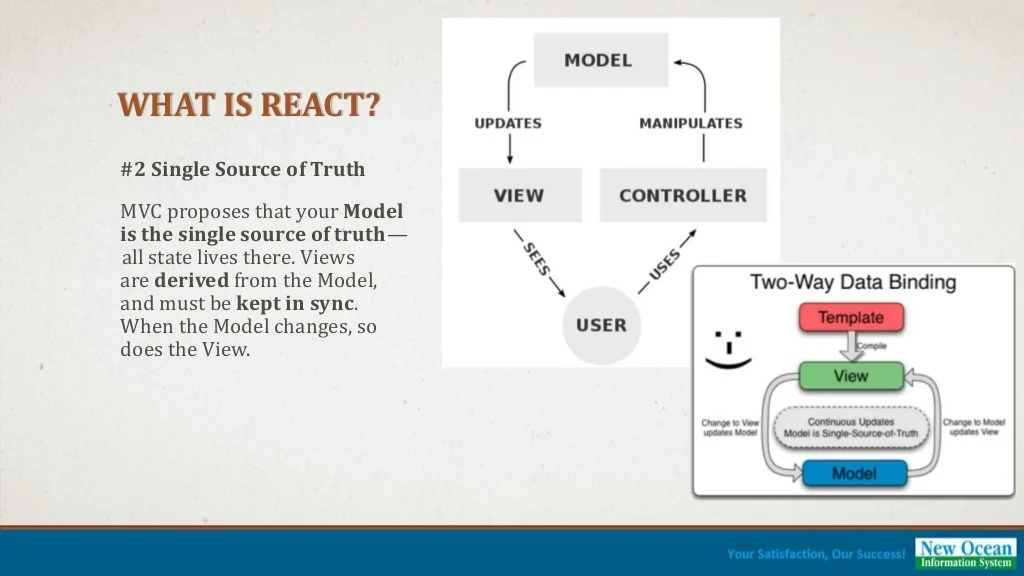 WHAT IS REACT?
#2 Single Source of Truth
MVC proposes that your Model
is the single source of truth—
all state lives there. Views
are derived from the Model,
and must be kept in sync.
When the Model changes, so
does the View.
MODEL
UPDATES
MANIPULATES
VIEW
CONTROLLER
SEES
USES
USER
Two-Way Data Binding
Template
Compile
View
Change to View
updates Model
Continuous Updates
Model is Single-Source-of-Truth
Change to Model
updates View
Model
Your Satisfaction, Our Success!
New Ocean
Information System